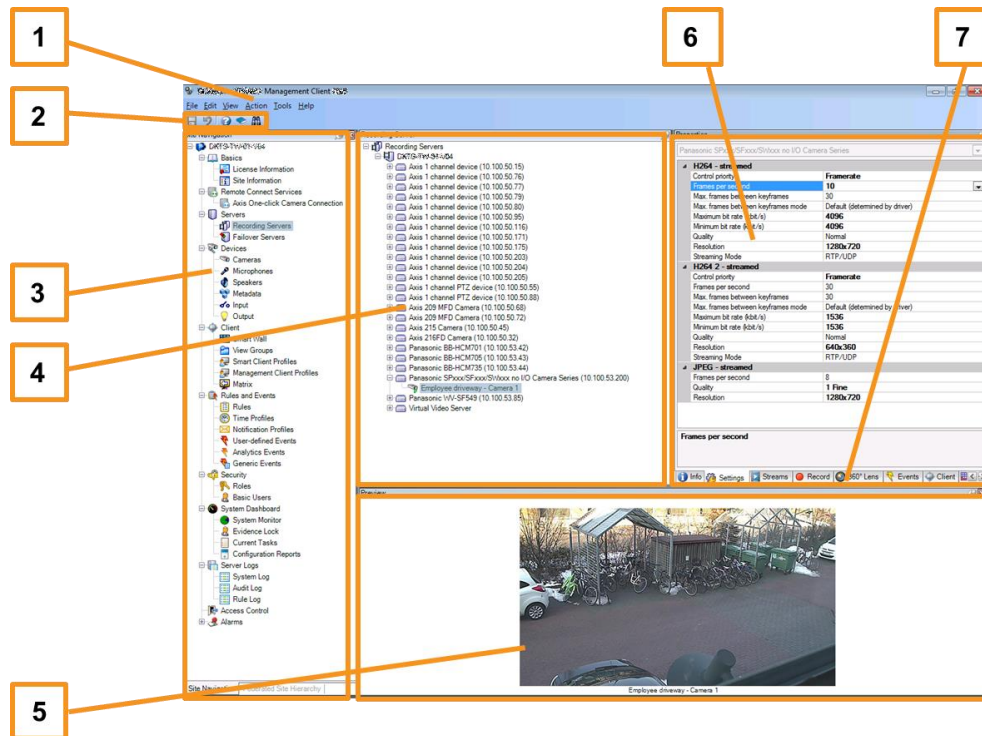 1
6
7
2
3
4
5
Management Client
File Edit View Action Tools Help
Basics
License Information
Site Information
Remote Connect Services
Axis One-click Camera Connection
Servers
Recording Servers
Failover Servers
Devices
Cameras
Microphones
Speakers
Metadata
Input
Output
Client
Smart Wall
View Groups
Smart Client Profiles
Management Client Profiles
Matrix
Rules and Events
Rules
Time Profiles
Notification Profiles
User-defined Events
Analytics Events
Generic Events
Security
Roles
Basic Users
System Dashboard
System Monitor
Evidence Lock
Current Tasks
Configuration Reports
Server Logs
System Log
Audit Log
Rule Log
Access Control
Alarms
Site Navigation Federated Site Hierarchy
Recording Servers
Axis 1 channel device (10.100.50.15)
Axis 1 channel device (10.100.50.76)
Axis 1 channel device (10.100.50.77)
Axis 1 channel device (10.100.50.79)
Axis 1 channel device (10.100.50.80)
Axis 1 channel device (10.100.50.95)
Axis 1 channel device (10.100.50.116)
Axis 1 channel device (10.100.50.171)
Axis 1 channel device (10.100.50.175)
Axis 1 channel device (10.100.50.203)
Axis 1 channel device (10.100.50.204)
Axis 1 channel device (10.100.50.205)
Axis 1 channel PTZ device (10.100.50.55)
Axis 1 channel PTZ device (10.100.50.88)
Axis 209 MFD Camera (10.100.50.68)
Axis 209 MFD Camera (10.100.50.72)
Axis 215 Camera (10.100.50.45)
Axis 216FD Camera (10.100.50.32)
Panasonic BB-HCM701 (10.100.53.42)
Panasonic BB-HCM705 (10.100.53.43)
Panasonic BB-HCM735 (10.100.53.44)
Panasonic SPxxx/SFxxx/SWxxx no I/O Camera Series (10.100.53.200)
Employee driveway - Camera 1
Panasonic WV-SF549 (10.100.53.85)
Virtual Video Server
Panasonic SPxxx/SFxxx/SWxxx no I/O Camera Series
H264 - streamed
Control priority Framerate
Frames per second 10
Max. frames between keyframes 30
Max. frames between keyframes mode Default (determined by driver)
Maximum bit rate (kbit/s) 4096
Minimum bit rate (kbit/s) 4096
Quality Normal
Resolution 1280x720
Streaming Mode RTP/UDP
H264 2 - streamed
Control priority Framerate
Frames per second 30
Max. frames between keyframes 30
Max. frames between keyframes mode Default (determined by driver)
Maximum bit rate (kbit/s) 1536
Minimum bit rate (kbit/s) 1536
Quality Normal
Resolution 640x360
Streaming Mode RTP/UDP
JPEG - streamed
Frames per second 8
Quality 1 Fine
Resolution 1280x720
Frames per second
Info Settings Streams Record 360° Lens Events Client
Preview
Employee driveway - Camera 1